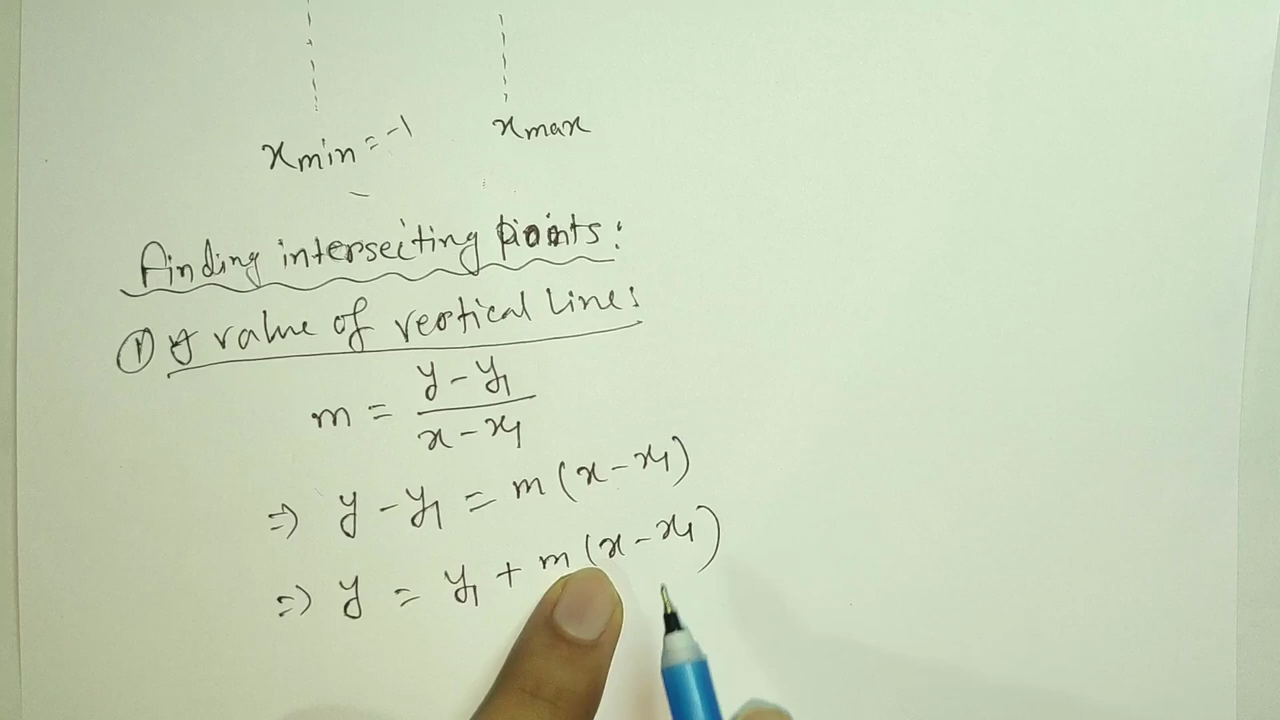 xmin = -1
xmax
Finding intersecting points:
① y value of vertical lines
m = y - y1 / x - x1
⇒ y - y1 = m (x - x1)
⇒ y = y1 + m (x - x1)